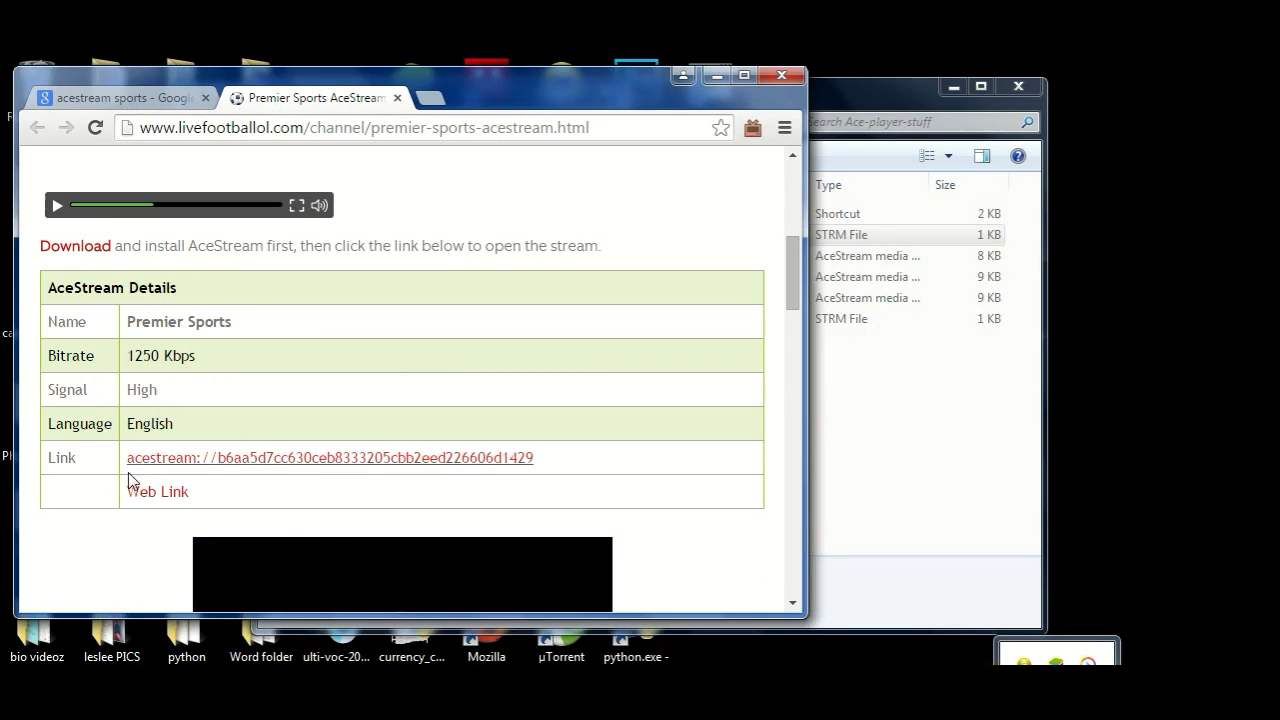 acestream sports - Google
Premier Sports AceStream
www.livefootballol.com/channel/premier-sports-acestream.html
Search Ace-player-stuff
Type Size
Shortcut 2 KB
STRM File 1 KB
AceStream media ... 8 KB
AceStream media ... 9 KB
AceStream media ... 9 KB
STRM File 1 KB
Download and install AceStream first, then click the link below to open the stream.
AceStream Details
Name Premier Sports
Bitrate 1250 Kbps
Signal High
Language English
Link acestream://b6aa5d7cc630ceb8333205cbb2eed226606d1429
Web Link
bio videoz
leslee PICS
python
Word folder
ulti-voc-20...
currency_c...
Mozilla
µTorrent
python.exe -